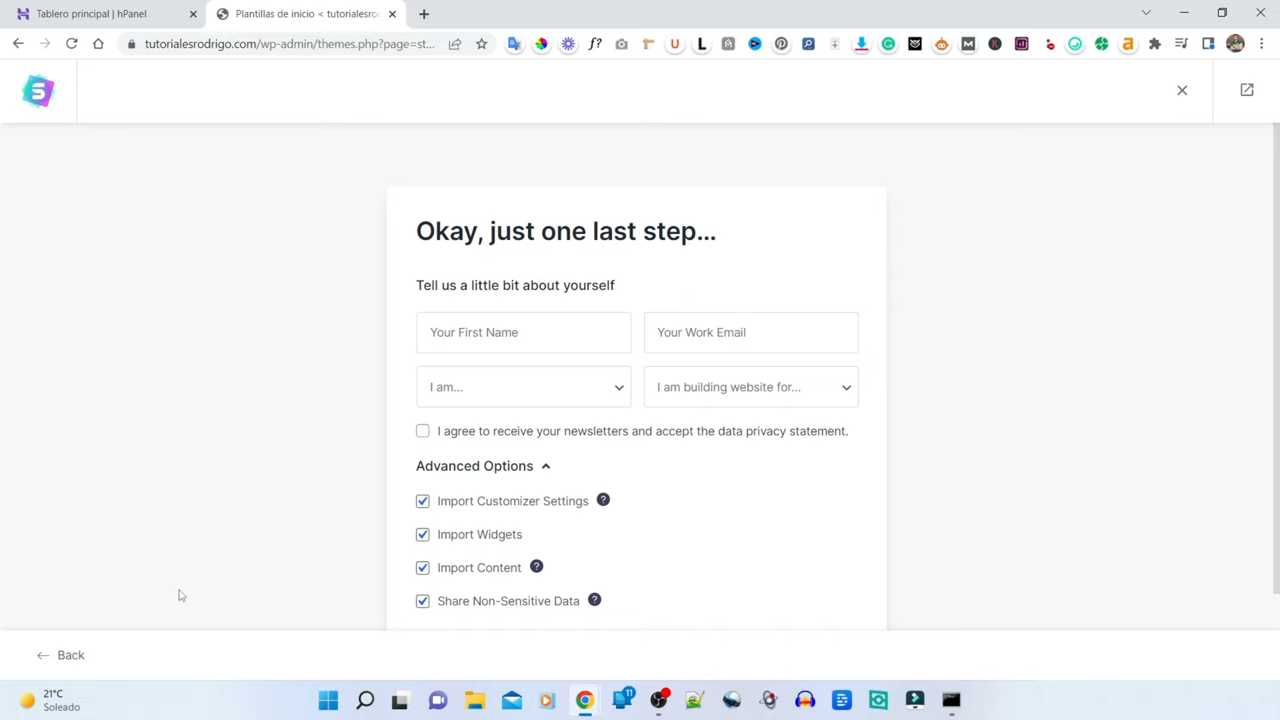 Tablero principal | hPanel
Plantillas de inicio < tutorialesro
tutorialesrodrigo.com/wp-admin/themes.php?page=st...
Okay, just one last step...
Tell us a little bit about yourself
Your First Name
Your Work Email
I am...
I am building website for...
I agree to receive your newsletters and accept the data privacy statement.
Advanced Options
Import Customizer Settings ?
Import Widgets
Import Content ?
Share Non-Sensitive Data ?
← Back
21°C
Soleado
11